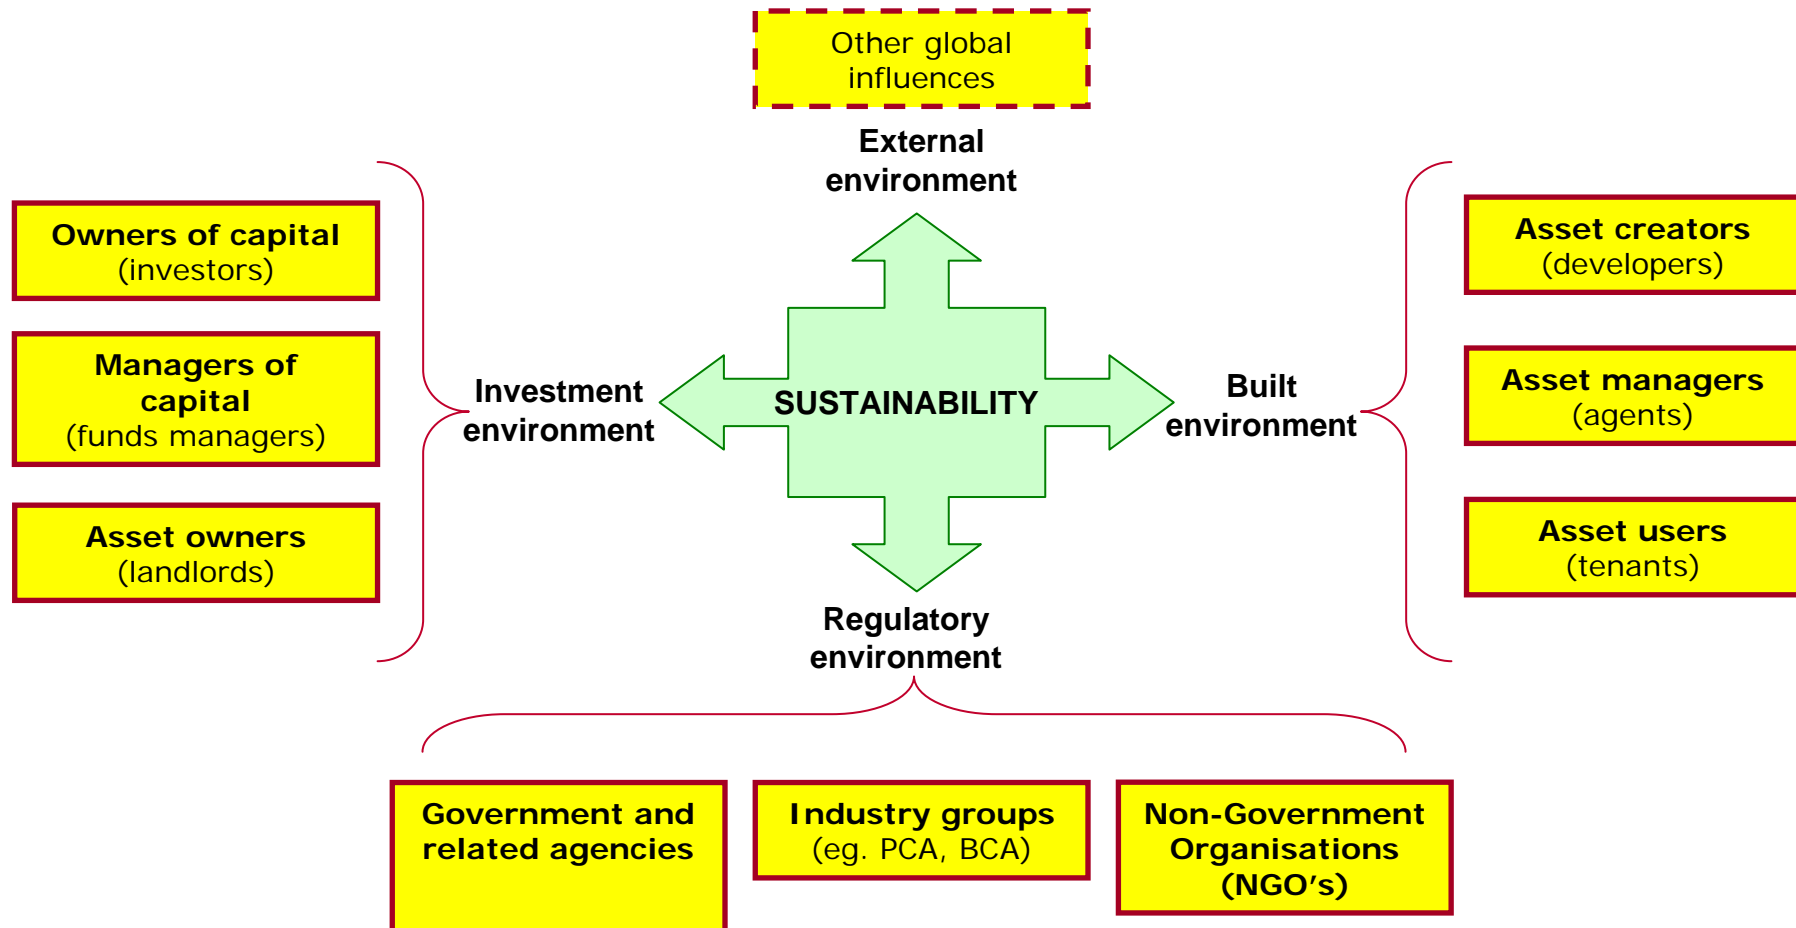 Other global
influences
External
environment
Owners of capital
(investors)
Managers of
capital
(funds managers)
Asset owners
(landlords)
Investment
environment
SUSTAINABILITY
Built
environment
Asset creators
(developers)
Asset managers
(agents)
Asset users
(tenants)
Regulatory
environment
Government and
related agencies
Industry groups
(eg. PCA, BCA)
Non-Government
Organisations
(NGO's)